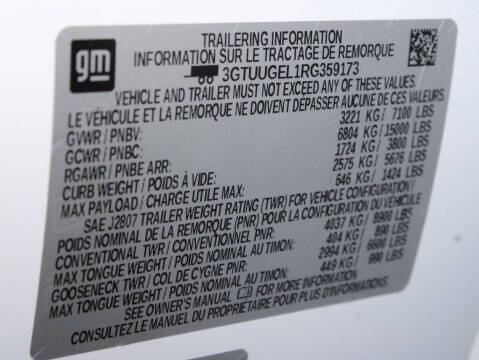 gm
TRAILERING INFORMATION
INFORMATION SUR LE TRACTAGE DE REMORQUE
3GTUUGEL1RG359173
VEHICLE AND TRAILER MUST NOT EXCEED ANY OF THESE VALUES
LE VÉHICULE ET LA REMORQUE NE DOIVENT DÉPASSER AUCUNE DE CES VALEURS
GVWR / PNBV: 3221 KG/ 7100 LBS
GCWR / PNBC: 6804 KG/ 15000 LBS
RGAWR / PNBE ARR: 1724 KG/ 3800 LBS
CURB WEIGHT / POIDS À VIDE: 2575 KG/ 5676 LBS
MAX PAYLOAD / CHARGE UTILE MAX: 646 KG/ 1424 LBS
SAE J2807 TRAILER WEIGHT RATING (TWR) FOR VEHICLE CONFIGURATION/
POIDS NOMINAL DE LA REMORQUE (PNR) POUR LA CONFIGURATION DU VÉHICULE
CONVENTIONAL TWR / CONVENTIONNEL PNR: 4037 KG/ 8900 LBS
MAX TONGUE WEIGHT / POIDS NOMINAL AU TIMON: 404 KG/ 890 LBS
GOOSENECK TWR / COL DE CYGNE PNR: 2994 KG/ 6600 LBS
MAX TONGUE WEIGHT / POIDS NOMINAL AU TIMON: 449 KG/ 990 LBS
SEE OWNER'S MANUAL FOR MORE INFORMATION
CONSULTEZ LE MANUEL DU PROPRIÉTAIRE POUR PLUS D'INFORMATION